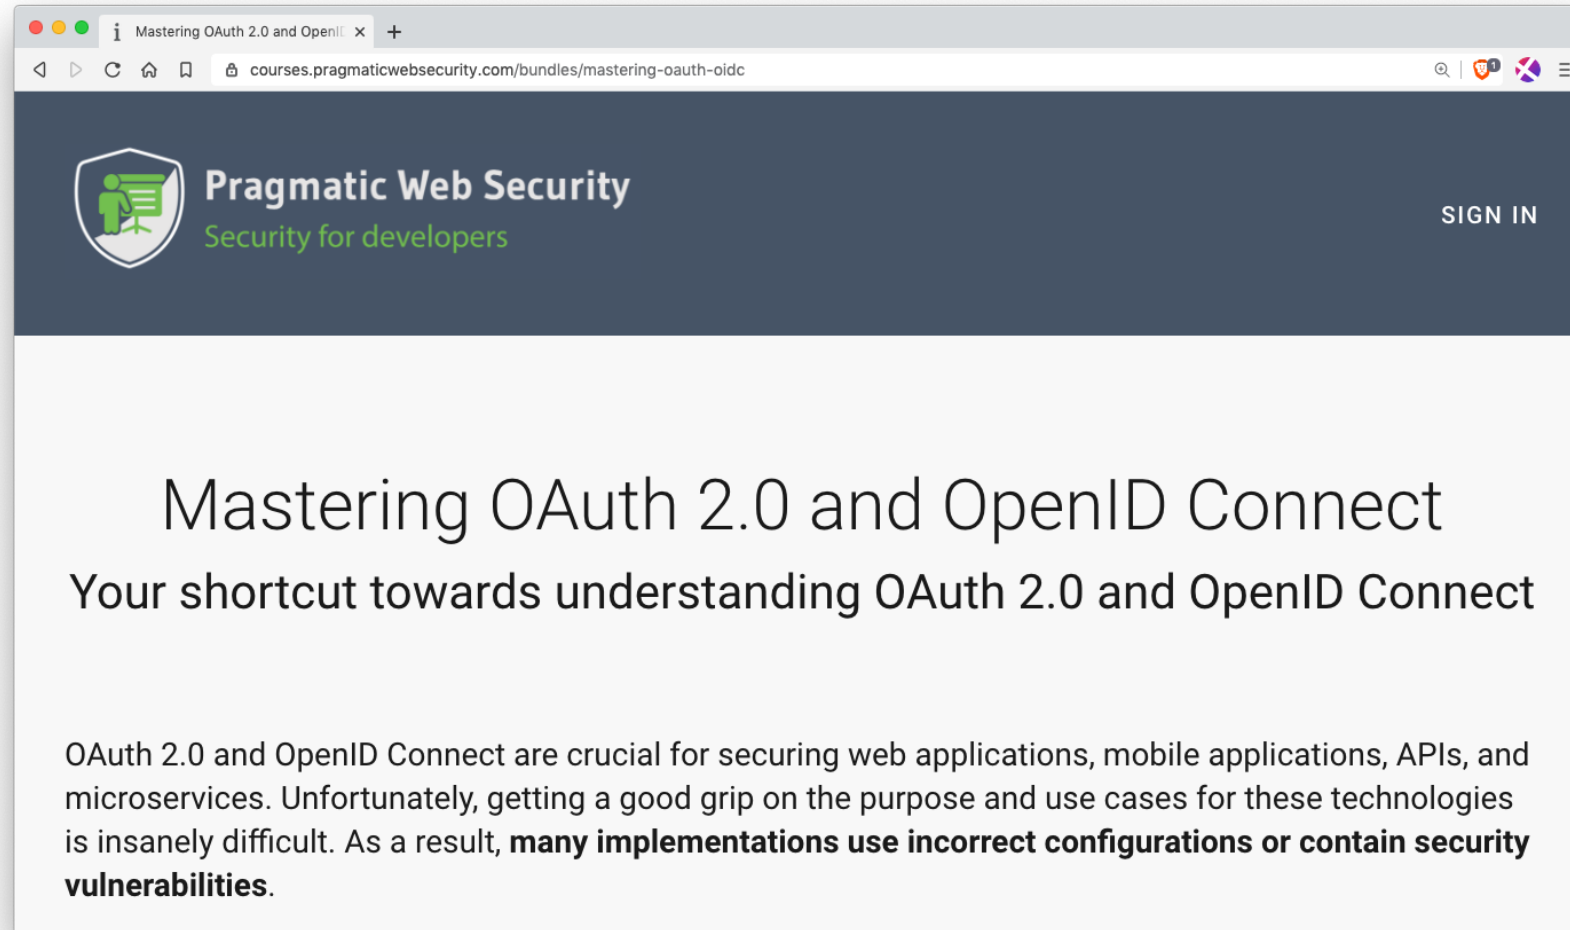 Mastering OAuth 2.0 and OpenID
courses.pragmaticwebsecurity.com/bundles/mastering-oauth-oidc
1
Pragmatic Web Security
Security for developers
SIGN IN
Mastering OAuth 2.0 and OpenID Connect
Your shortcut towards understanding OAuth 2.0 and OpenID Connect
OAuth 2.0 and OpenID Connect are crucial for securing web applications, mobile applications, APIs, and
microservices. Unfortunately, getting a good grip on the purpose and use cases for these technologies
is insanely difficult. As a result, many implementations use incorrect configurations or contain security
vulnerabilities.